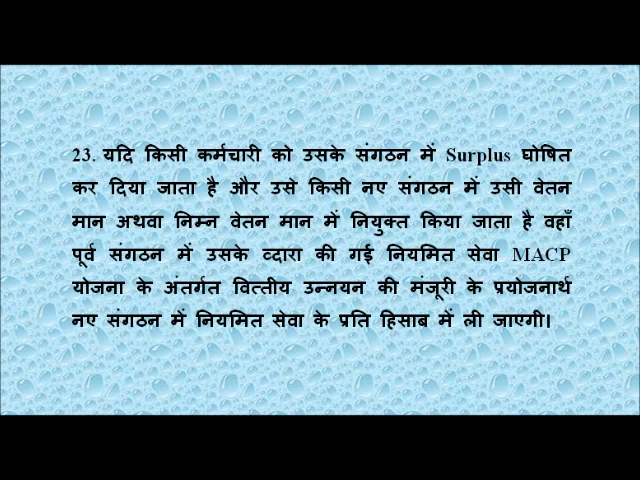 23. यदि किसी कर्मचारी को उसके संगठन में Surplus घोषित
कर दिया जाता है और उसे किसी नए संगठन में उसी वेतन
मान अथवा निम्न वेतन मान में नियुक्त किया जाता है वहाँ
पूर्व संगठन में उसके व्दारा की गई नियमित सेवा MACP
योजना के अंतर्गत वित्तीय उन्नयन की मंजूरी के प्रयोजनार्थ
नए संगठन में नियमित सेवा के प्रति हिसाब में ली जाएगी।